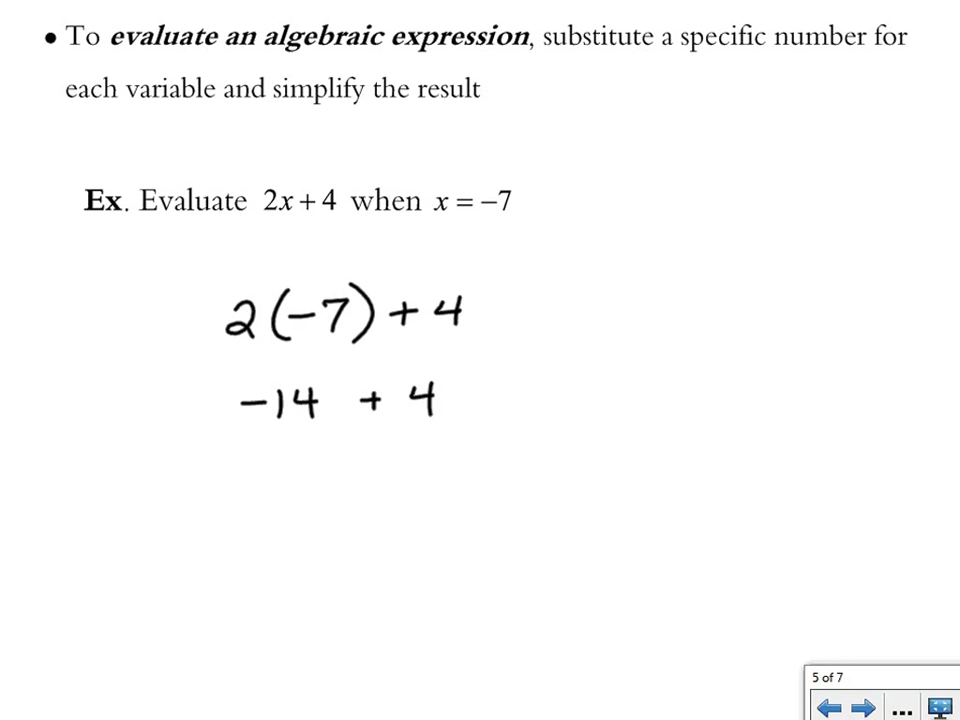 • To evaluate an algebraic expression, substitute a specific number for
each variable and simplify the result
Ex. Evaluate 2x + 4 when x = −7
2(−7) + 4
−14 + 4
5 of 7
...